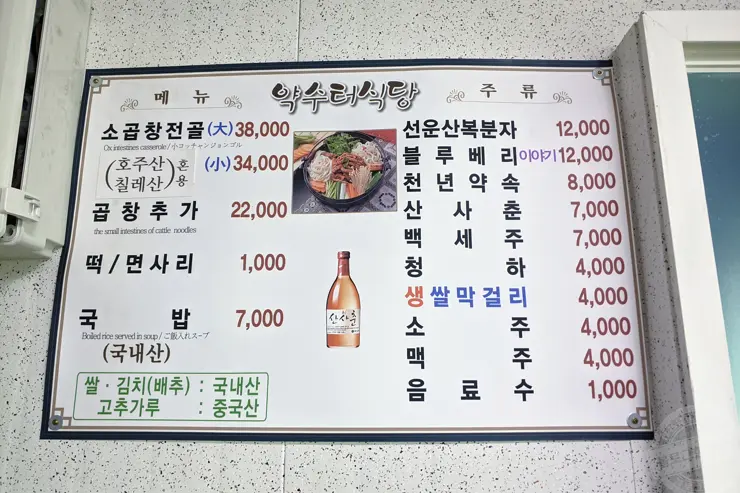 약수터식당
메뉴
소곱창전골 (大) 38,000
Ox intestines casserole / 小コッチャンジョンゴル
(호주산 칠레산) 혼용 (小) 34,000
곱창추가 22,000
the small intestines of cattle noodles
떡/면사리 1,000
국밥 7,000
Boiled rice served in soup / ご飯入れスープ
(국내산)
쌀·김치(배추) : 국내산
고추가루 : 중국산
산사춘
주류
선운산복분자 12,000
블루베리이야기 12,000
천년약속 8,000
산사춘 7,000
백세주 7,000
청하 4,000
생쌀막걸리 4,000
소주 4,000
맥주 4,000
음료수 1,000